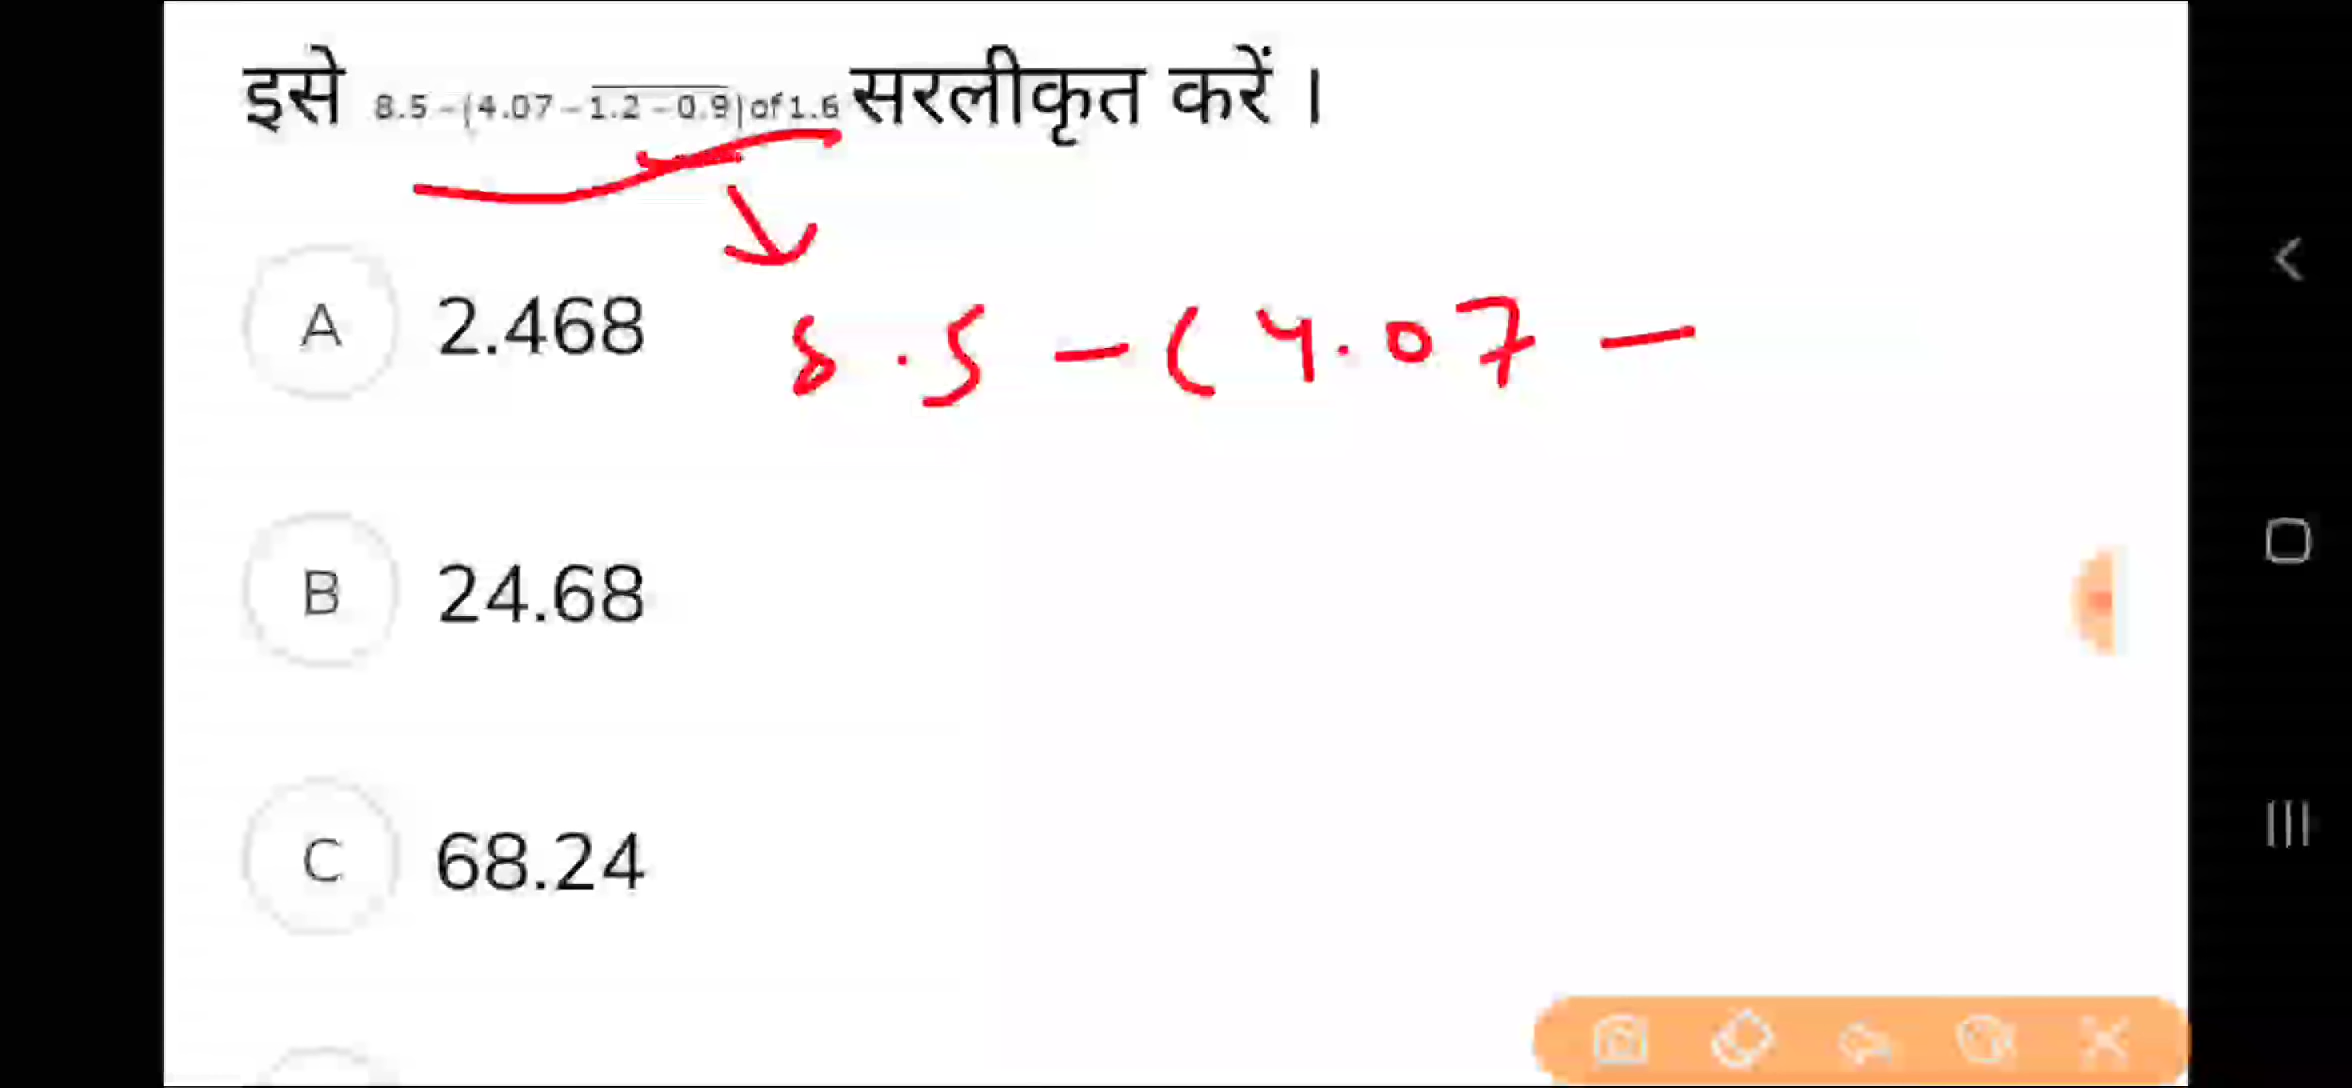 इसे 8.5 – (4.07 – 1.2 – 0.9) of 1.6 सरलीकृत करें ।
8.5 – (4.07 –
A 2.468
B 24.68
C 68.24